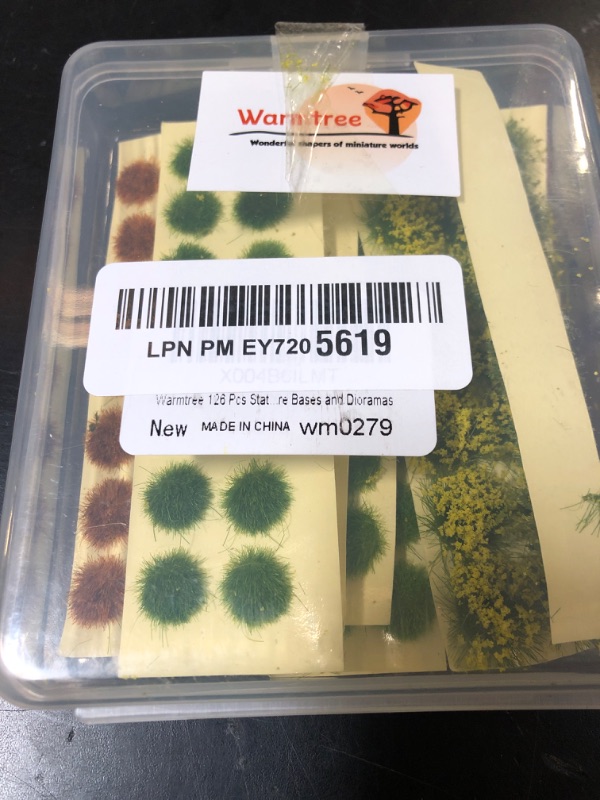 Warmtree
Wonderful shapers of miniature worlds
LPN PM EY720 5619
Warmtree 126 Pcs Stat...re Bases and Dioramas
New MADE IN CHINA wm0279